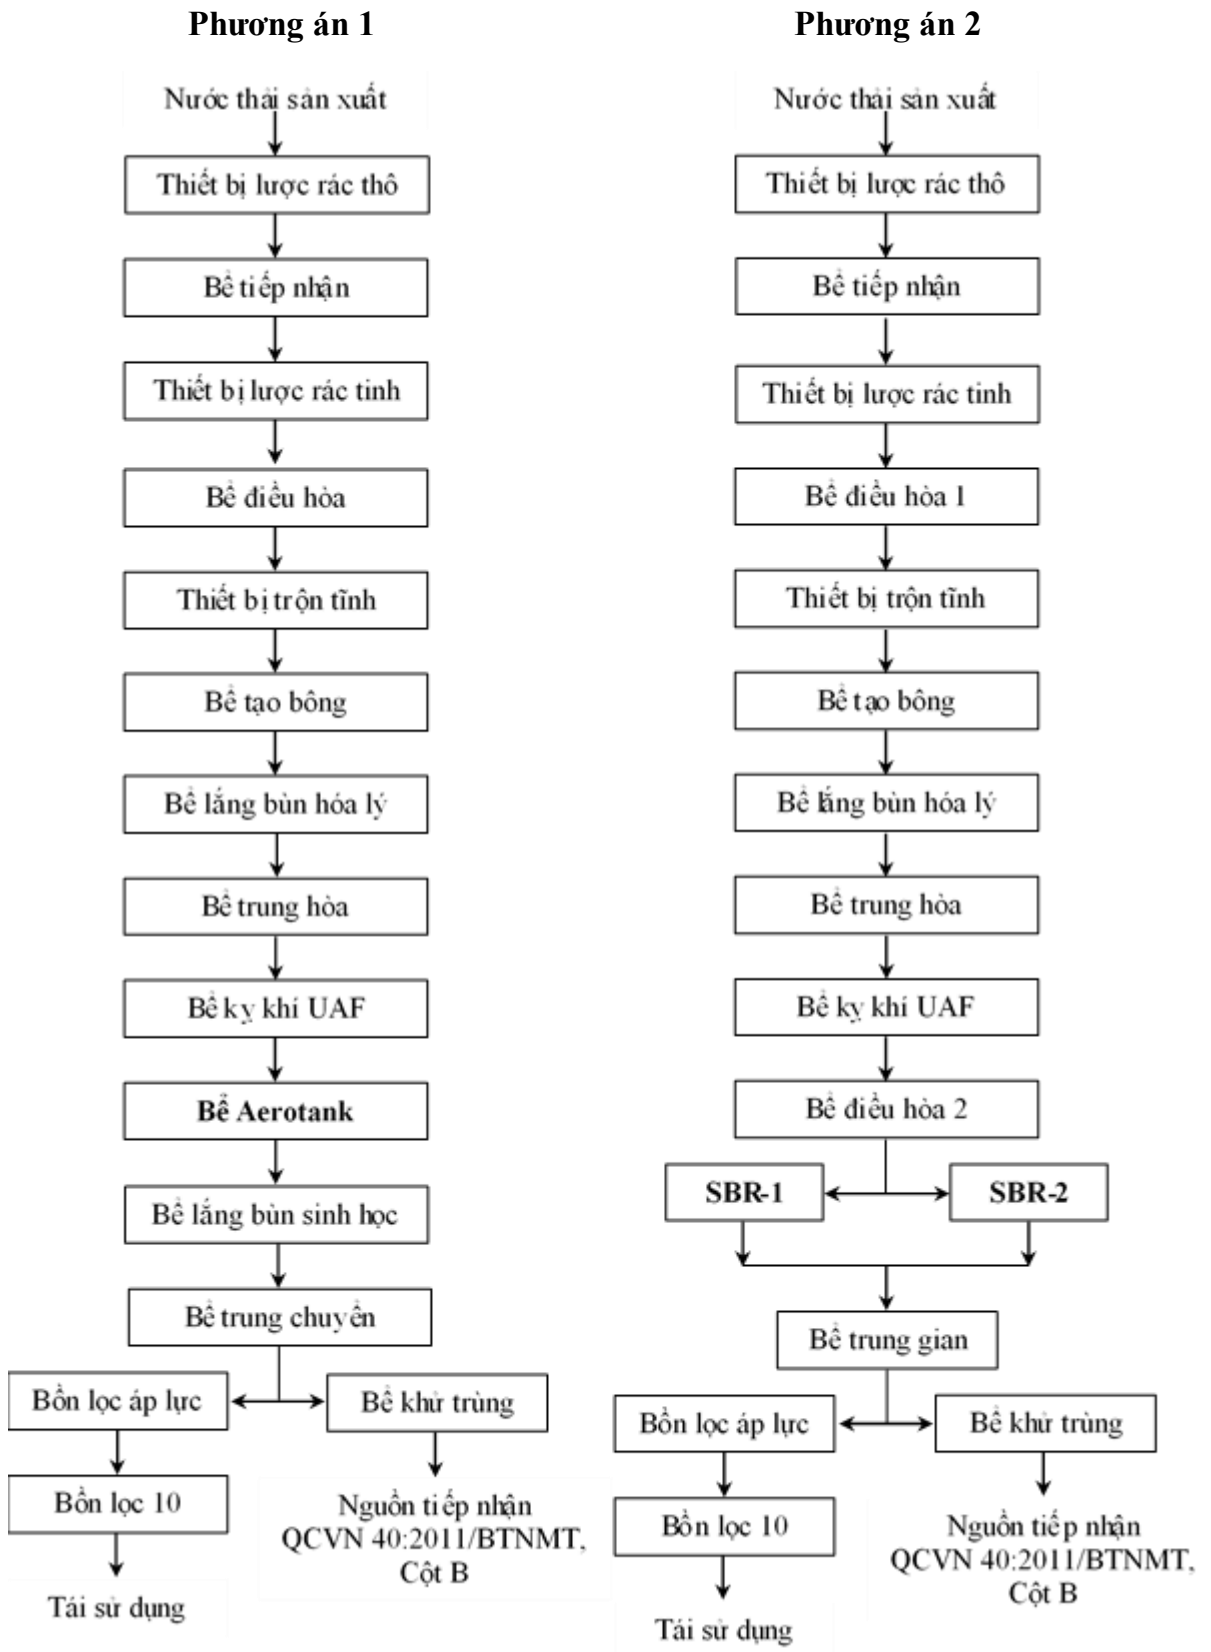 Phương án 1
Nước thải sản xuất
Thiết bị lược rác thô
Bể tiếp nhận
Thiết bị lược rác tinh
Bể điều hòa
Thiết bị trộn tĩnh
Bể tạo bông
Bể lắng bùn hóa lý
Bể trung hòa
Bể kỵ khí UAF
Bể Aerotank
Bể lắng bùn sinh học
Bể trung chuyển
Bồn lọc áp lực
Bể khử trùng
Bồn lọc 10
Nguồn tiếp nhận
QCVN 40:2011/BTNMT,
Cột B
Tái sử dụng
Phương án 2
Nước thải sản xuất
Thiết bị lược rác thô
Bể tiếp nhận
Thiết bị lược rác tinh
Bể điều hòa 1
Thiết bị trộn tĩnh
Bể tạo bông
Bể lắng bùn hóa lý
Bể trung hòa
Bể kỵ khí UAF
Bể điều hòa 2
SBR-1
SBR-2
Bể trung gian
Bồn lọc áp lực
Bể khử trùng
Bồn lọc 10
Nguồn tiếp nhận
QCVN 40:2011/BTNMT,
Cột B
Tái sử dụng